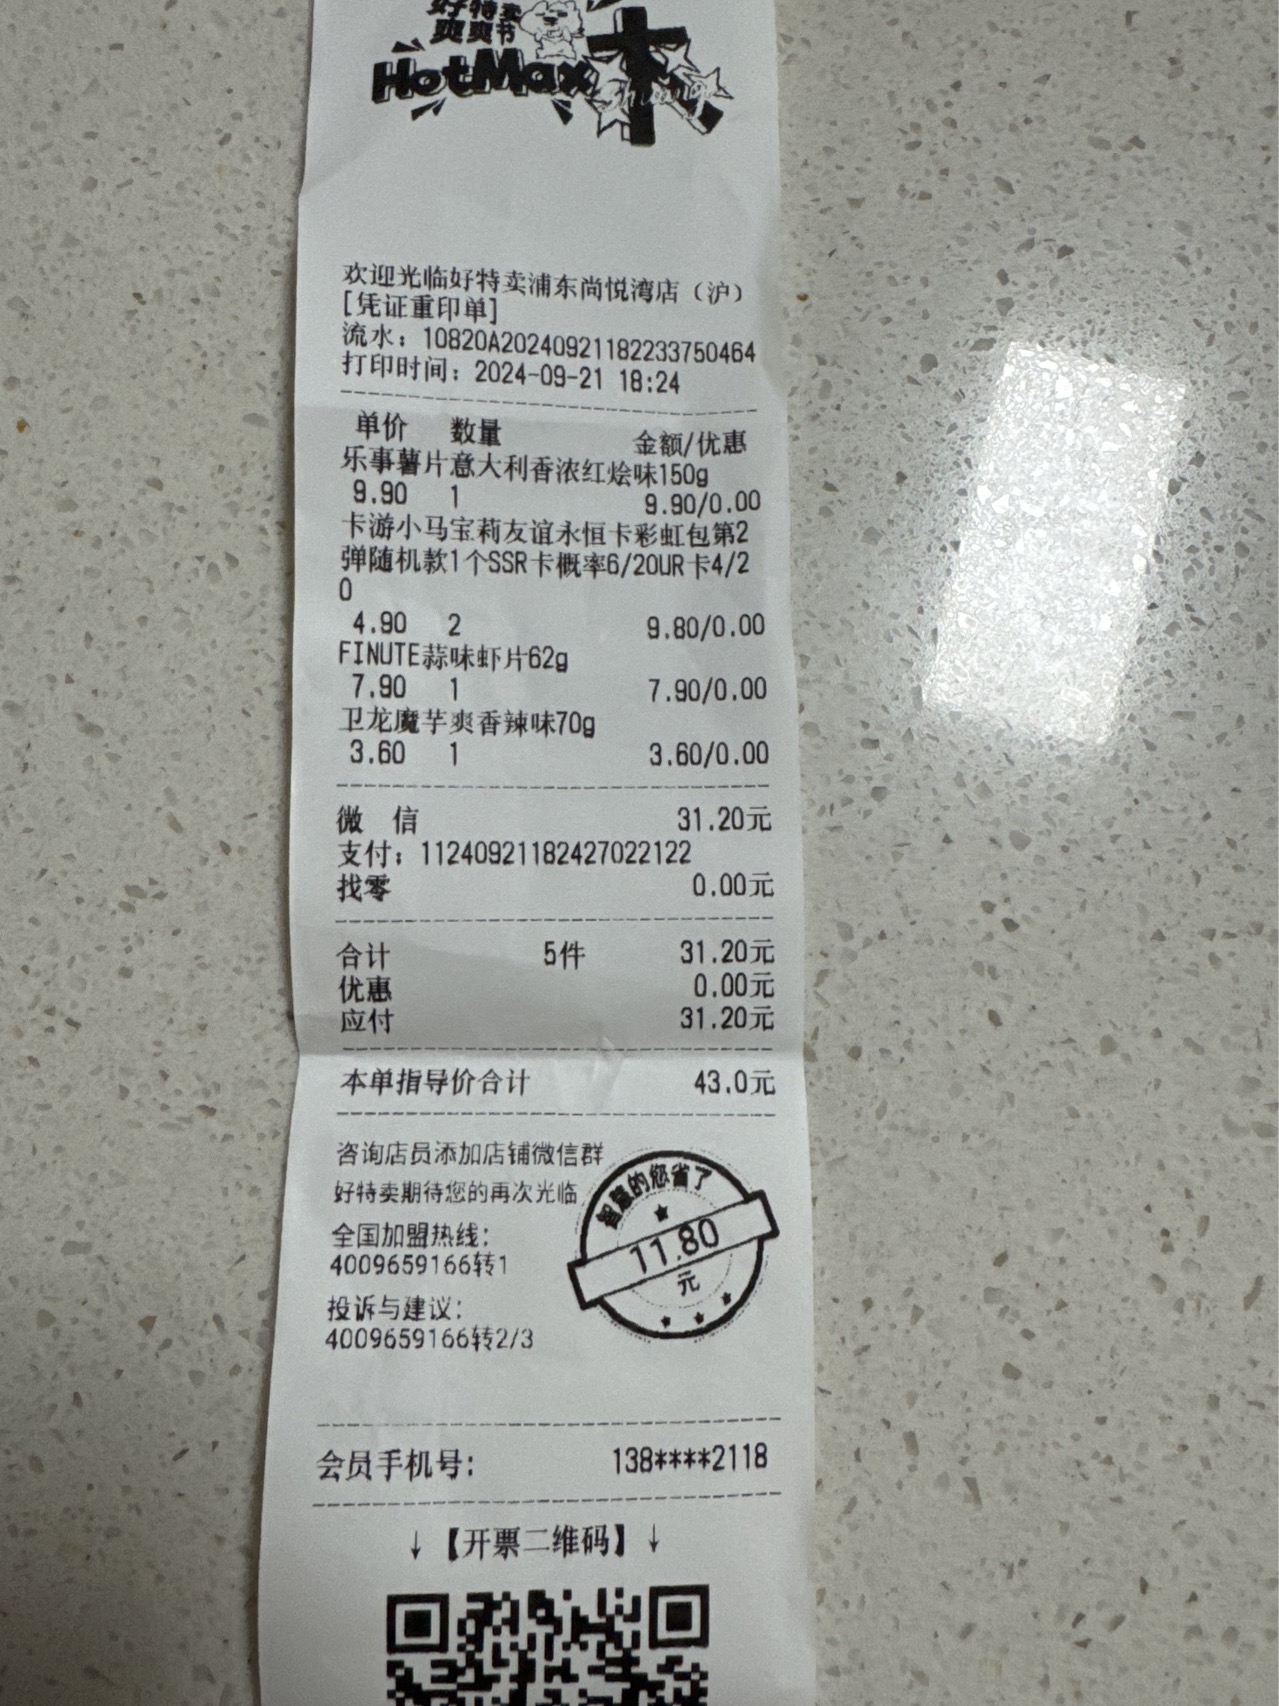 好特卖
爽爽节
HotMax
Shuang
欢迎光临好特卖浦东尚悦湾店（沪）
[凭证重印单]
流水：10820A20240921182233750464
打印时间：2024-09-21 18:24
单价 数量 金额/优惠
乐事薯片意大利香浓红烩味150g
9.90 1 9.90/0.00
卡游小马宝莉友谊永恒卡彩虹包第2
弹随机款1个SSR卡概率6/20UR卡4/2
0
4.90 2 9.80/0.00
FINUTE蒜味虾片62g
7.90 1 7.90/0.00
卫龙魔芋爽香辣味70g
3.60 1 3.60/0.00
微 信 31.20元
支付：11240921182427022122
找零 0.00元
合计 5件 31.20元
优惠 0.00元
应付 31.20元
本单指导价合计 43.0元
咨询店员添加店铺微信群
好特卖期待您的再次光临
全国加盟热线：
4009659166转1
投诉与建议：
4009659166转2/3
智慧的您省了
11.80
元
会员手机号： 138****2118
↓【开票二维码】↓